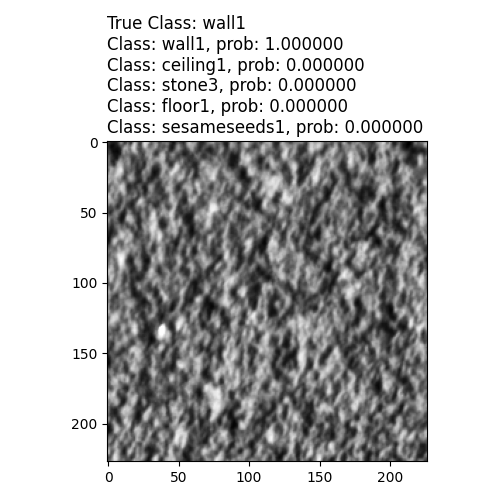 True Class: wall1
Class: wall1, prob: 1.000000
Class: ceiling1, prob: 0.000000
Class: stone3, prob: 0.000000
Class: floor1, prob: 0.000000
Class: sesameseeds1, prob: 0.000000
0
50
100
150
200
0 50 100 150 200